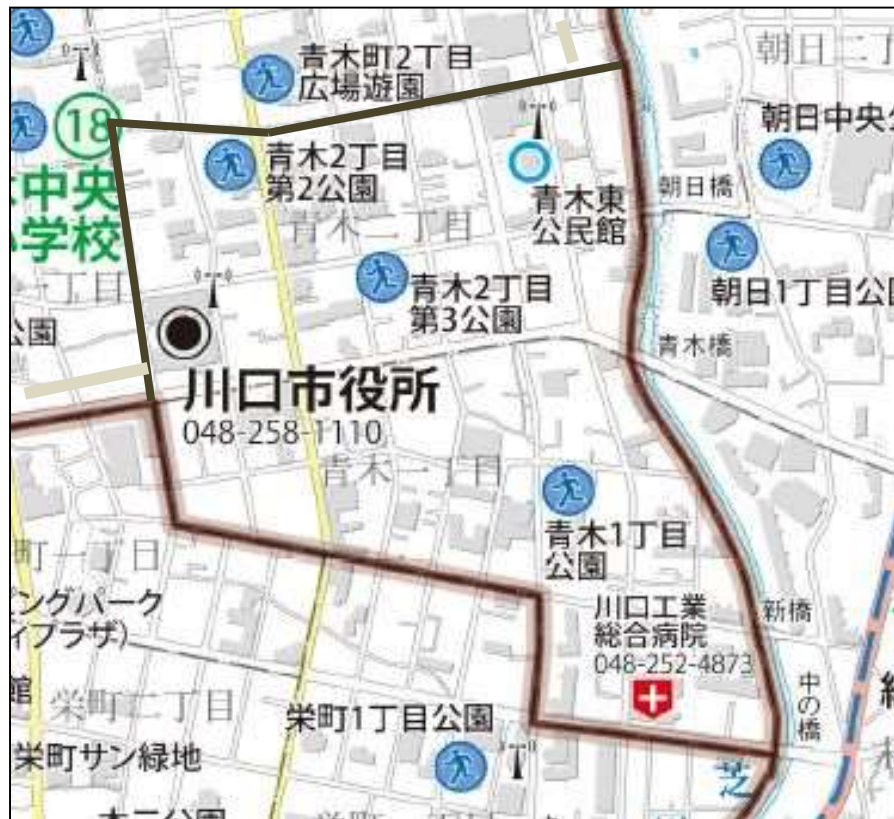 青木町2丁目
広場遊園
朝日二丁
18
中央
小学校
青木2丁目
第2公園
青木二丁目
青木東
公民館
朝日中央
朝日橋
一丁目
公園
青木2丁目
第3公園
朝日1丁目公
青木橋
川口市役所
048-258-1110
青木一丁目
青木1丁目
公園
町一丁目
ングパーク
ィプラザ)
川口工業
総合病院
048-252-4873
新橋
中の橋
館
栄町二丁目
栄町1丁目公園
栄町サン緑地
芝